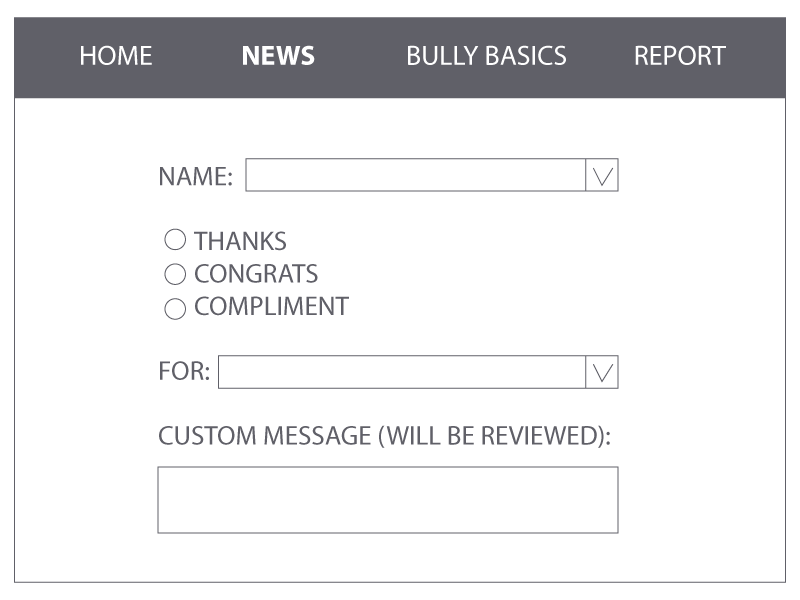 HOME NEWS BULLY BASICS REPORT
NAME:
THANKS
CONGRATS
COMPLIMENT
FOR:
CUSTOM MESSAGE (WILL BE REVIEWED):